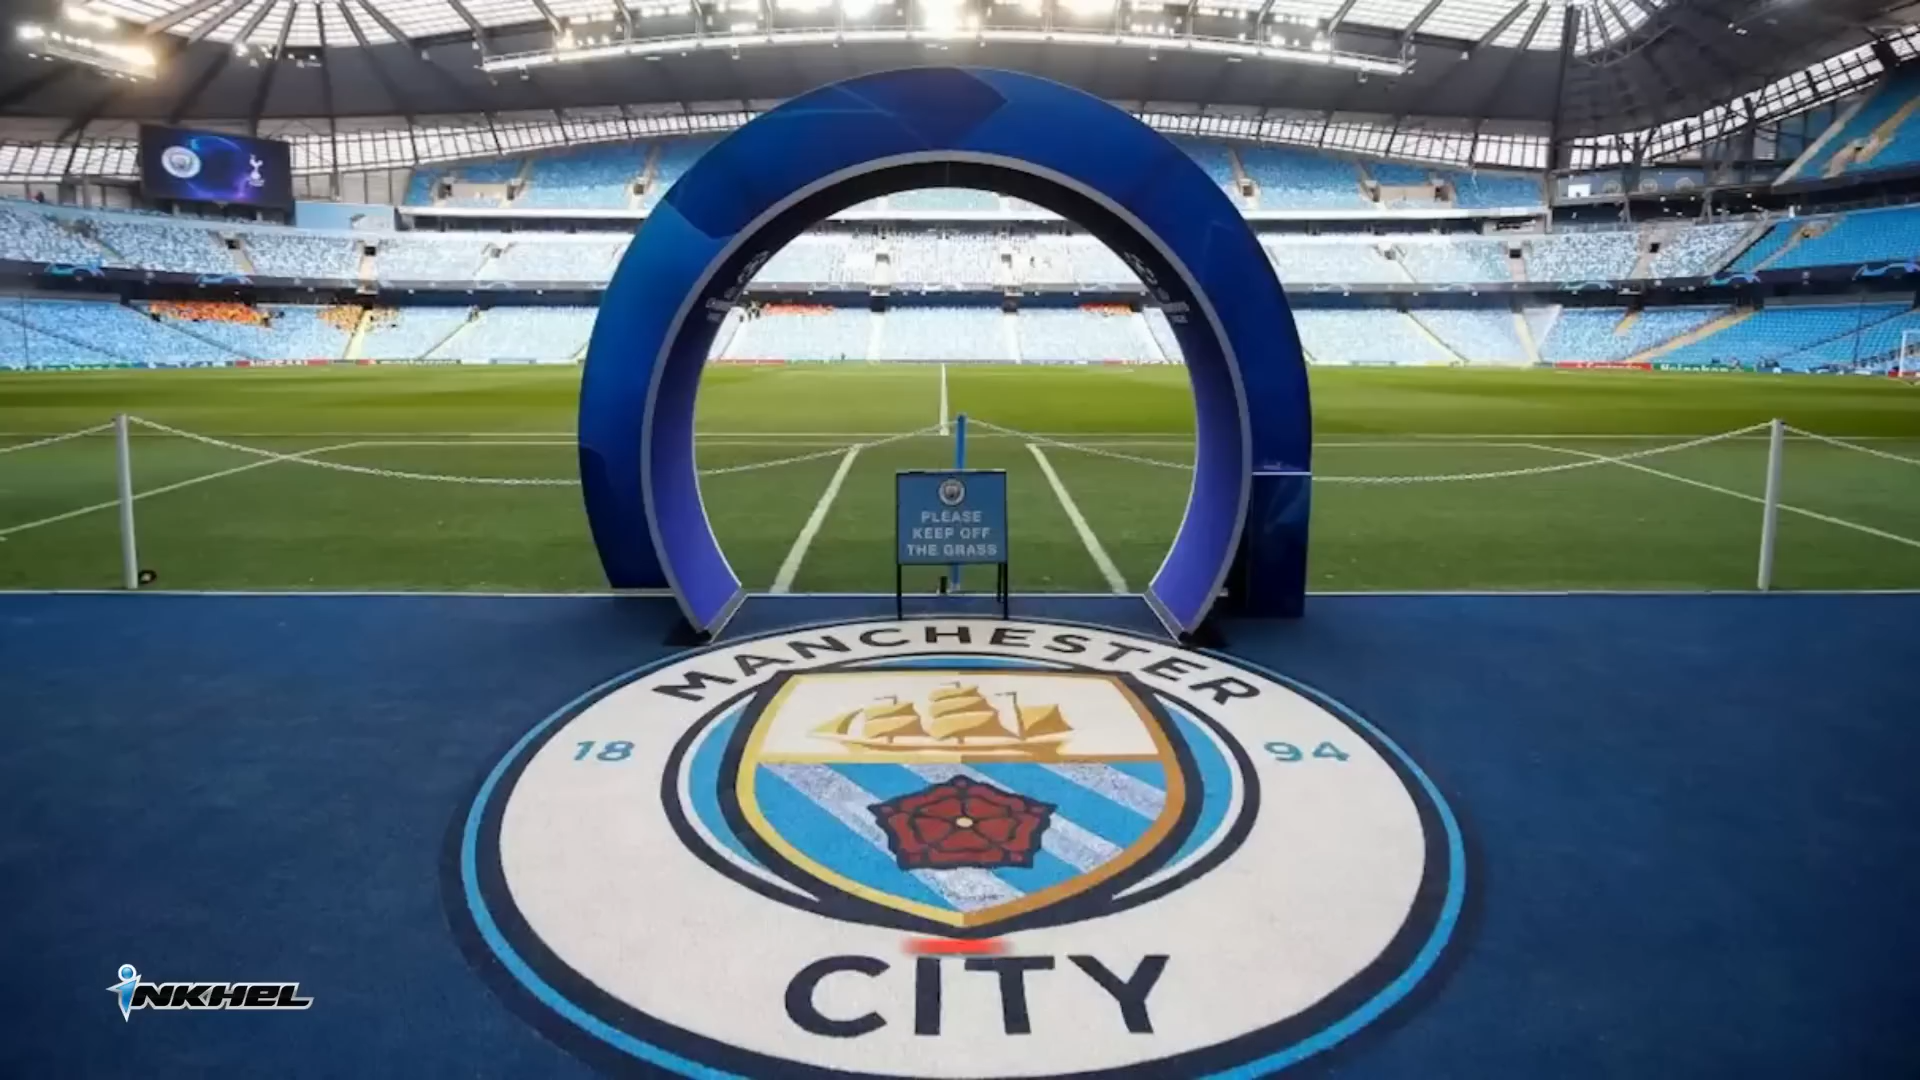 PLEASE
KEEP OFF
THE GRASS
MANCHESTER
18 94
CITY
iNKHEL